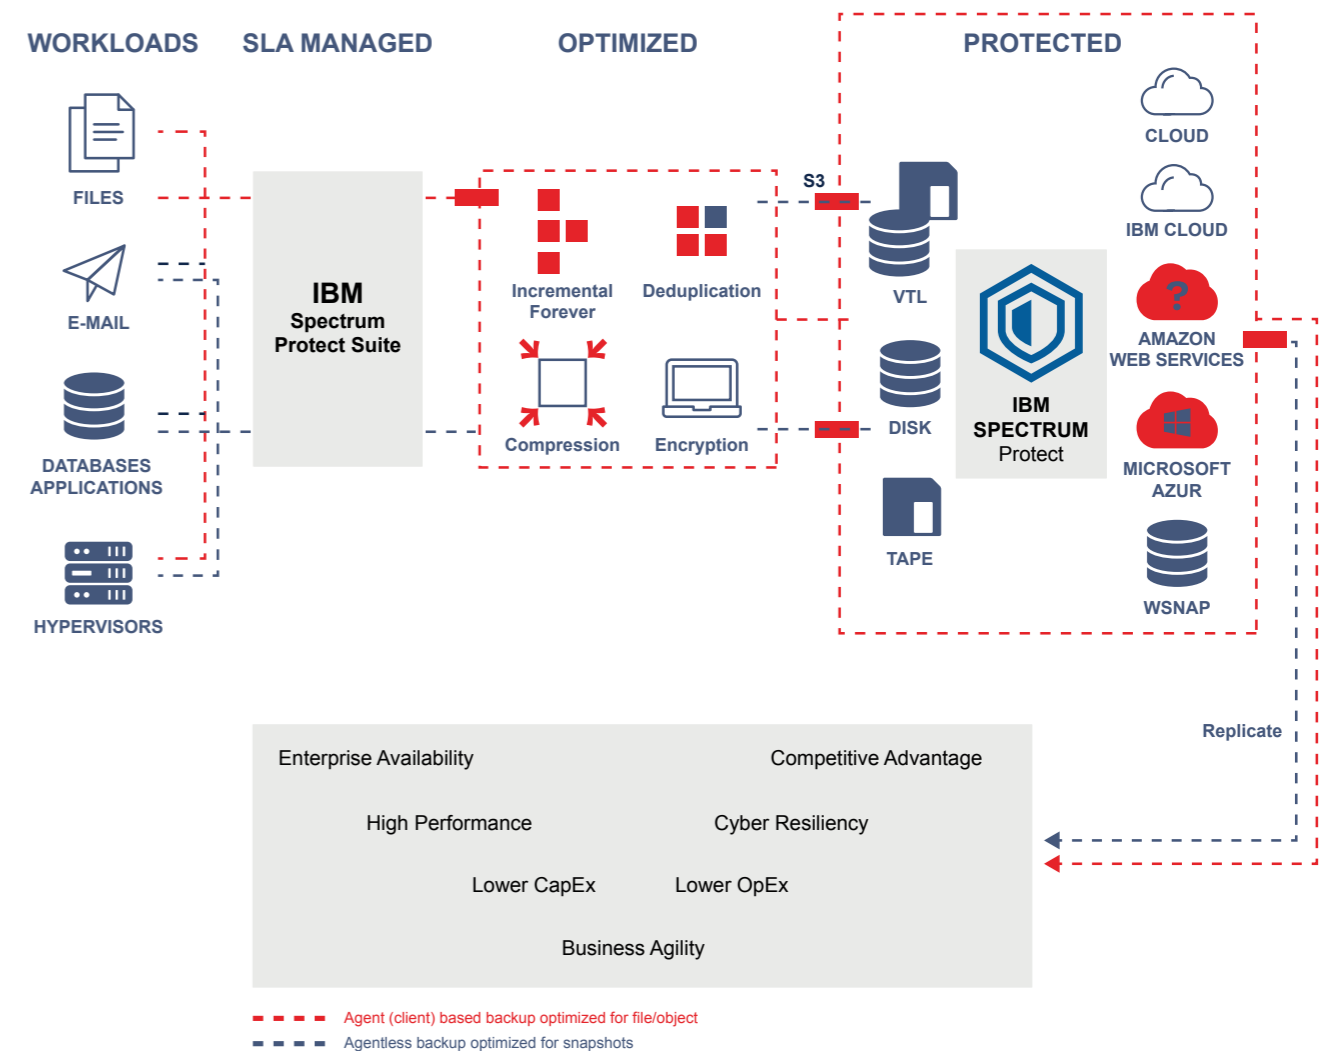 WORKLOADS
SLA MANAGED
OPTIMIZED
PROTECTED
FILES
E-MAIL
DATABASES
APPLICATIONS
HYPERVISORS
IBM
Spectrum
Protect Suite
Incremental
Forever
Deduplication
Compression
Encryption
S3
VTL
DISK
TAPE
IBM
SPECTRUM
Protect
CLOUD
IBM CLOUD
?
AMAZON
WEB SERVICES
MICROSOFT
AZUR
WSNAP
Replicate
Enterprise Availability
Competitive Advantage
High Performance
Cyber Resiliency
Lower CapEx
Lower OpEx
Business Agility
Agent (client) based backup optimized for file/object
Agentless backup optimized for snapshots